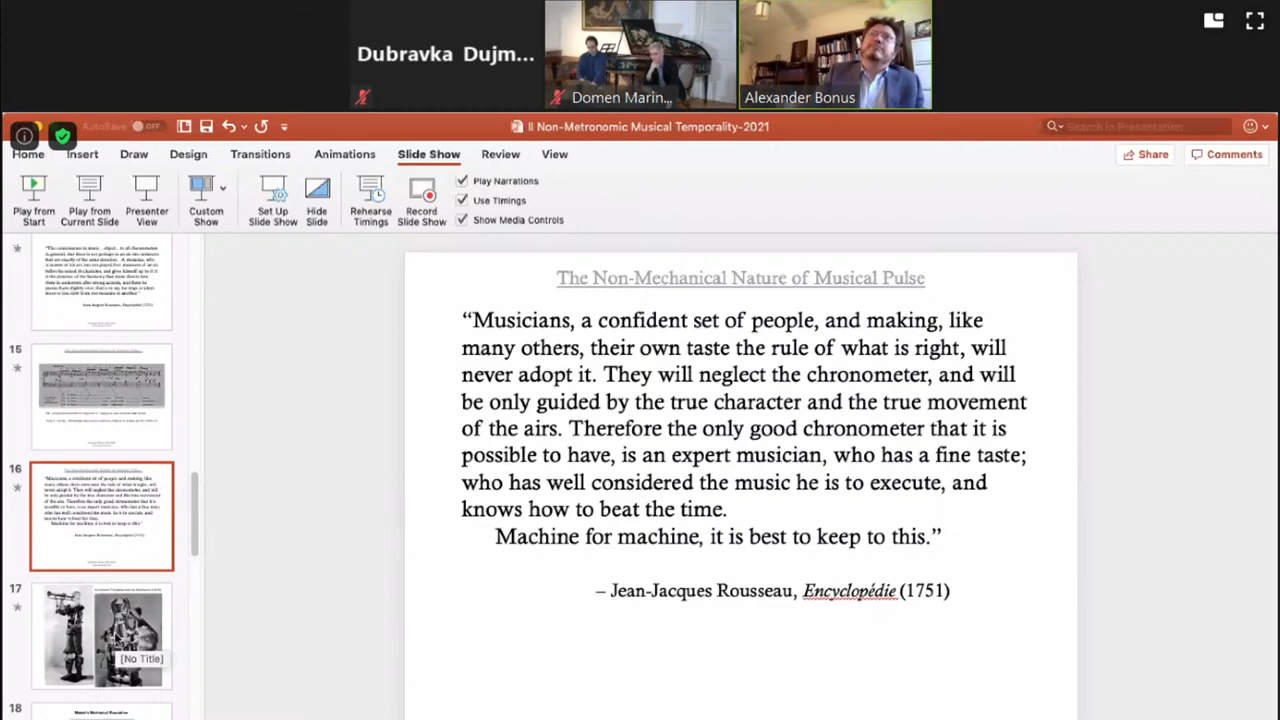 Dubravka Dujm...
Domen Marin...
Alexander Bonus
AutoSave OFF
II Non-Metronomic Musical Temporality-2021
Search in Presentation
Home Insert Draw Design Transitions Animations Slide Show Review View
Share Comments
Play from Start
Play from Current Slide
Presenter View
Custom Show
Set Up Slide Show
Hide Slide
Rehearse Timings
Record Slide Show
Play Narrations
Use Timings
Show Media Controls
15
16
17
[No Title]
18
The Non-Mechanical Nature of Musical Pulse
“Musicians, a confident set of people, and making, like
many others, their own taste the rule of what is right, will
never adopt it. They will neglect the chronometer, and will
be only guided by the true character and the true movement
of the airs. Therefore the only good chronometer that it is
possible to have, is an expert musician, who has a fine taste;
who has well considered the music he is to execute, and
knows how to beat the time.
Machine for machine, it is best to keep to this.”
– Jean-Jacques Rousseau, Encyclopédie (1751)